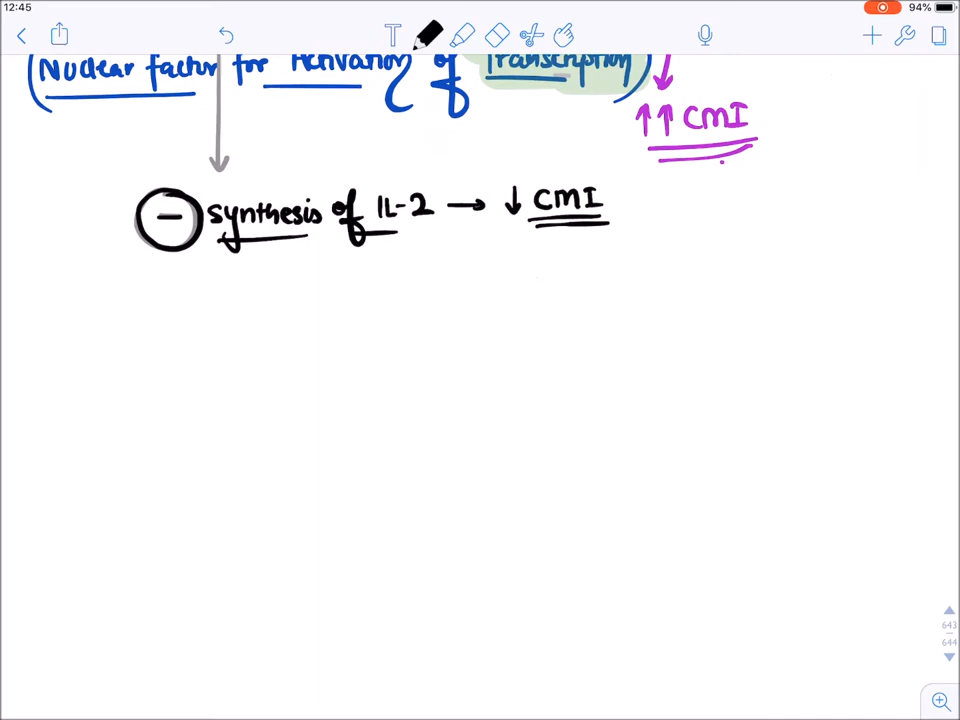 12:45
94%
T
(Nuclear factor for Activation of Transcription)
↑↑ CMI
⊖ synthesis of IL-2 → ↓ CMI
643
644